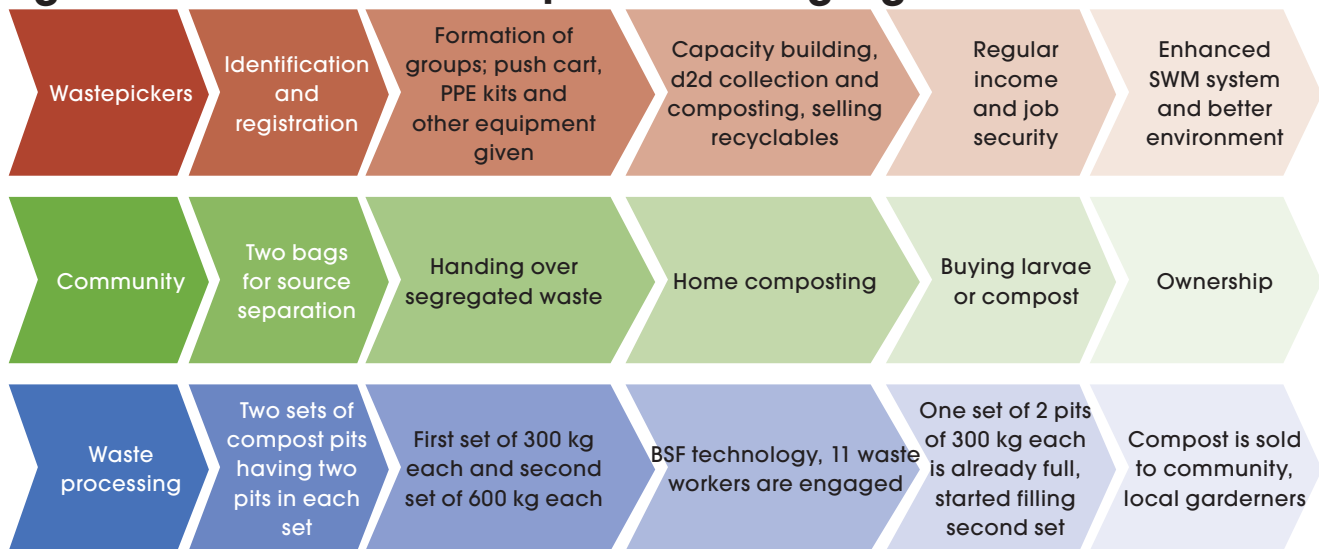 Wastepickers
Identification
and
registration
Formation of
groups; push cart,
PPE kits and
other equipment
given
Capacity building,
d2d collection and
composting, selling
recyclables
Regular
income
and job
security
Enhanced
SWM system
and better
environment
Community
Two bags
for source
separation
Handing over
segregated waste
Home composting
Buying larvae
or compost
Ownership
Waste
processing
Two sets of
compost pits
having two
pits in each
set
First set of 300 kg
each and second
set of 600 kg each
BSF technology, 11 waste
workers are engaged
One set of 2 pits
of 300 kg each
is already full,
started filling
second set
Compost is sold
to community,
local garderners